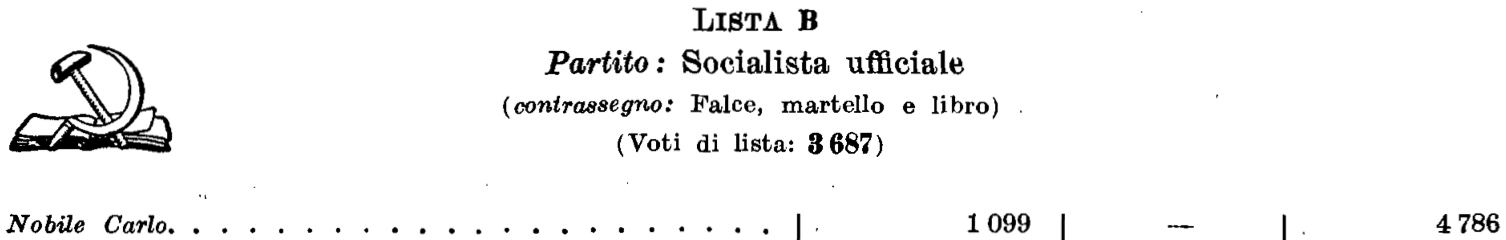 LISTA B
Partito: Socialista ufficiale
(contrassegno: Falce, martello e libro)
(Voti di lista: 3 687)
Nobile Carlo. . . . . . . . . . . . . . . . . . . . . . . | 1 099 | — | 4 786